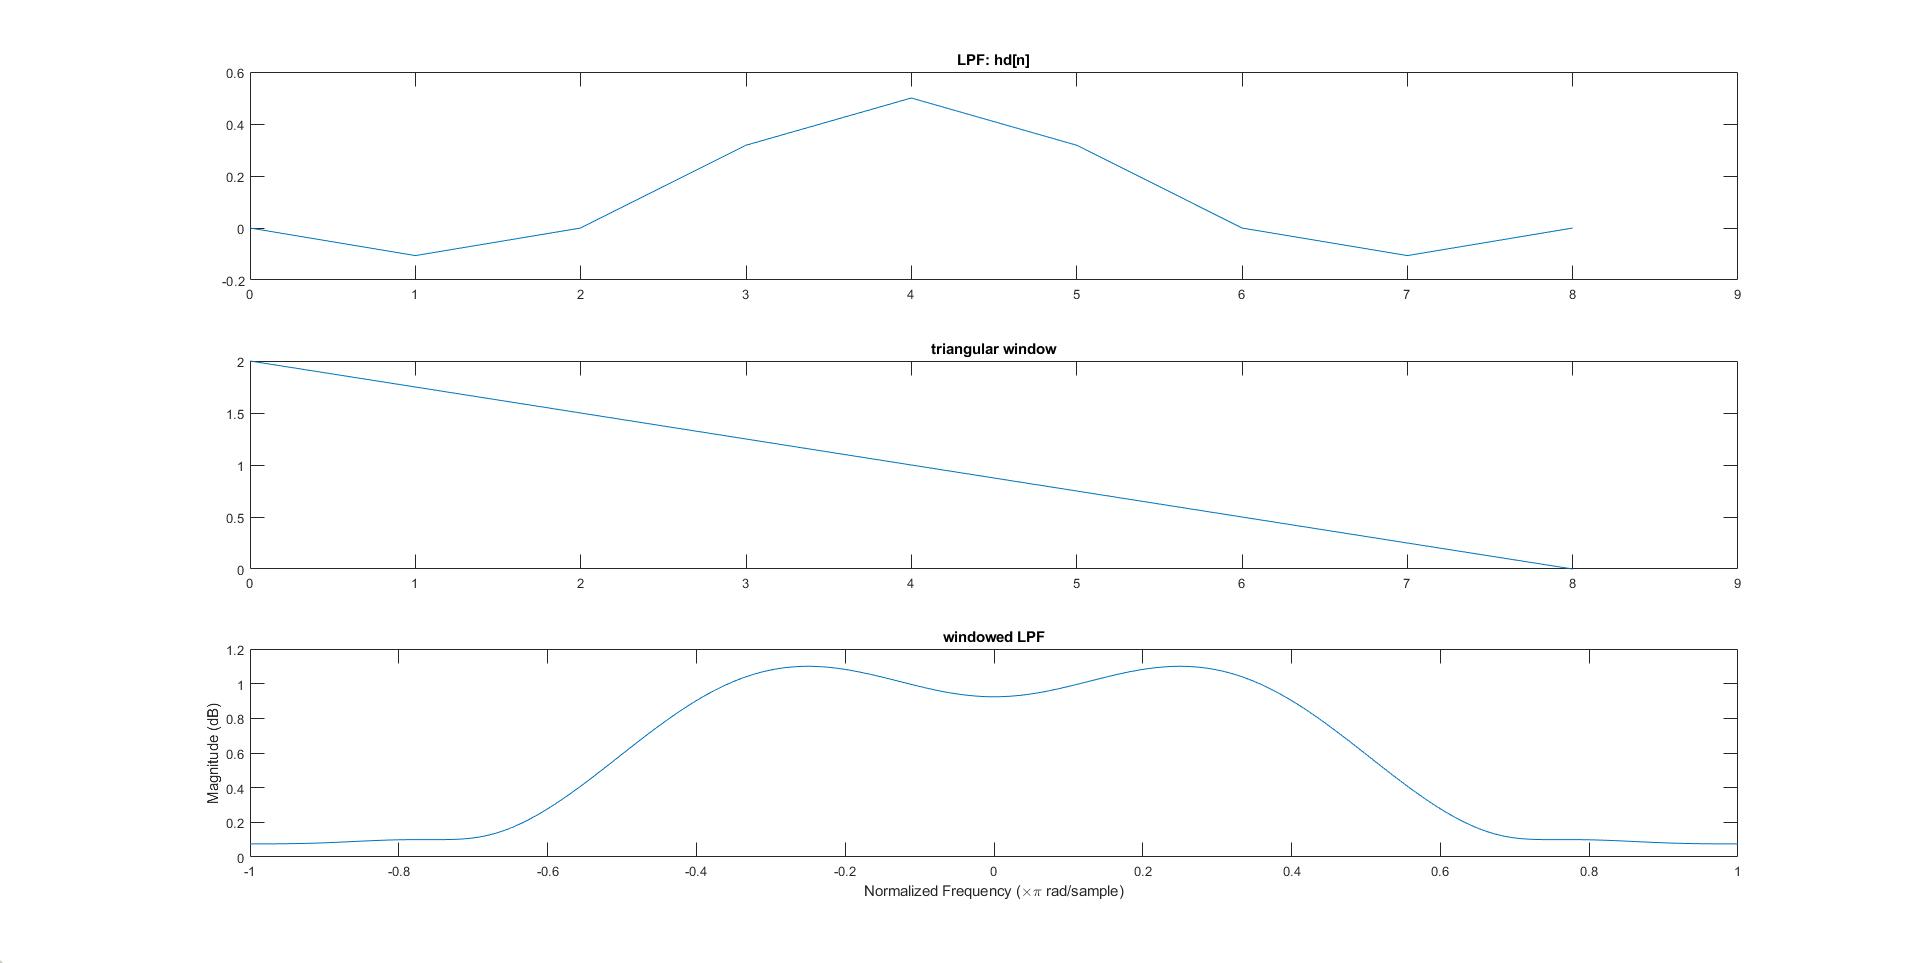 LPF: hd[n]
0.6
0.4
0.2
0
-0.2
0 1 2 3 4 5 6 7 8 9
triangular window
2
1.5
1
0.5
0
0 1 2 3 4 5 6 7 8 9
windowed LPF
1.2
1
0.8
0.6
0.4
0.2
0
Magnitude (dB)
-1 -0.8 -0.6 -0.4 -0.2 0 0.2 0.4 0.6 0.8 1
Normalized Frequency (×π rad/sample)